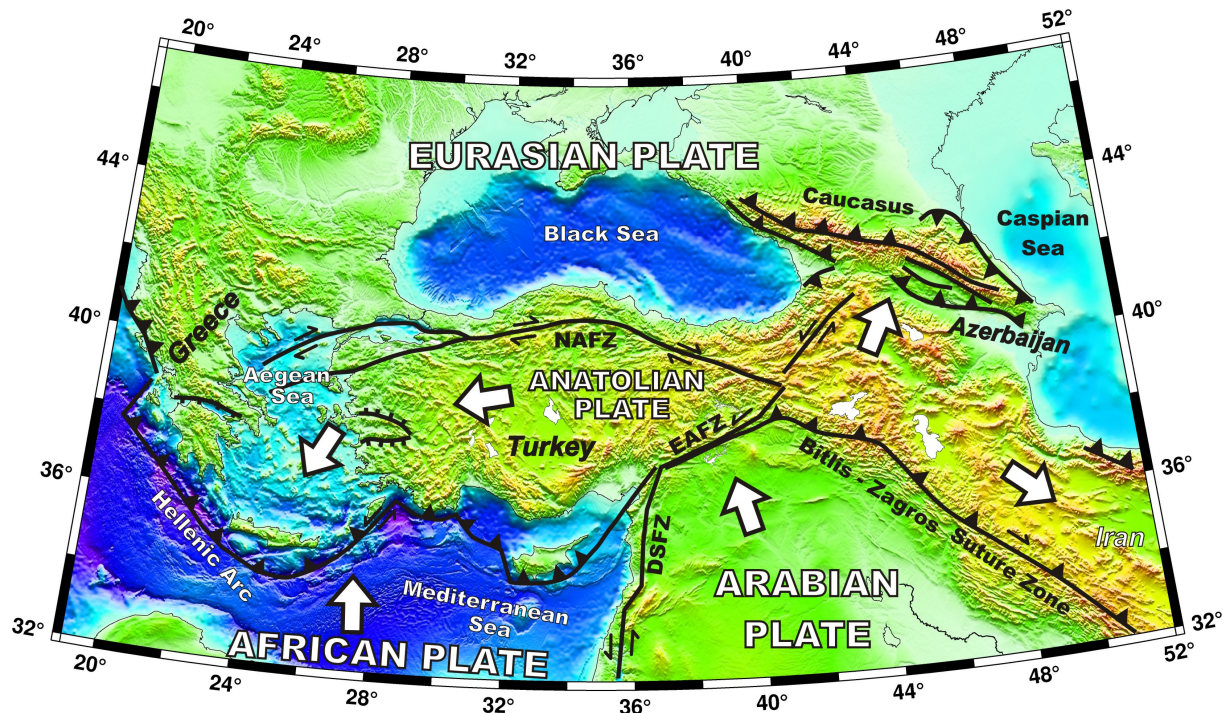 20°
24°
28°
32°
36°
40°
44°
48°
52°
44°
44°
EURASIAN PLATE
Caucasus
Caspian
Sea
Black Sea
40°
40°
Greece
Azerbaijan
NAFZ
Aegean
Sea
ANATOLIAN
PLATE
EAFZ
Turkey
36°
36°
Bitlis - Zagros Suture Zone
Hellenic Arc
Iran
DSFZ
ARABIAN
PLATE
Mediterranean
Sea
32°
32°
AFRICAN PLATE
20°
24°
28°
32°
36°
40°
44°
48°
52°